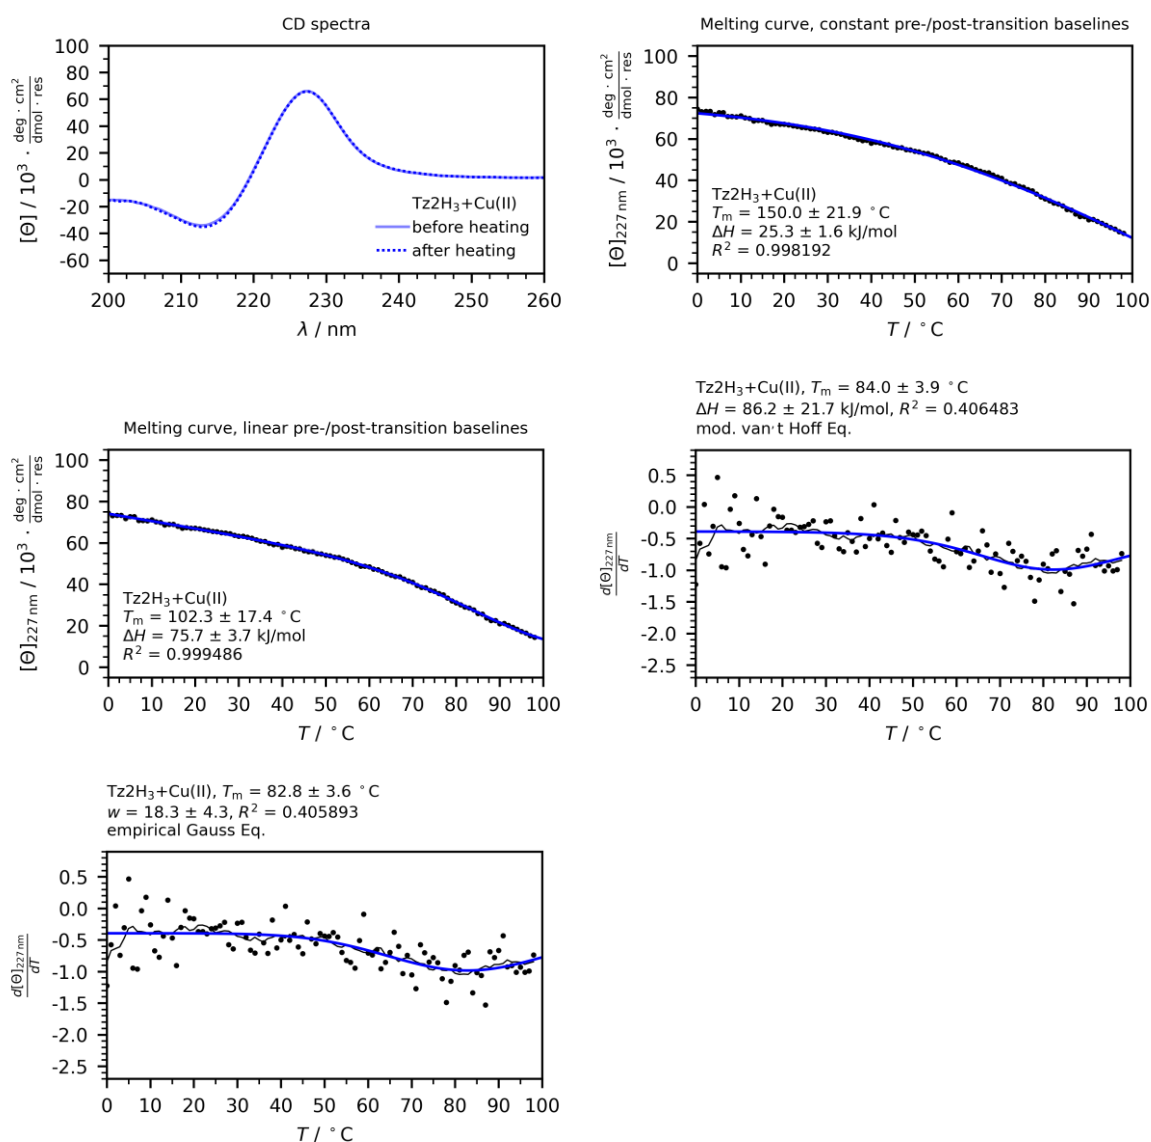 CD spectra
100
80
60
40
20
0
-20
-40
-60
[Θ] / 10³ · deg · cm² / dmol · res
Tz2H₃+Cu(II)
before heating
after heating
200 210 220 230 240 250 260
λ / nm
Melting curve, constant pre-/post-transition baselines
100
80
60
40
20
0
[Θ]₂₂₇ ₙₘ / 10³ · deg · cm² / dmol · res
Tz2H₃+Cu(II)
Tₘ = 150.0 ± 21.9 °C
ΔH = 25.3 ± 1.6 kJ/mol
R² = 0.998192
0 10 20 30 40 50 60 70 80 90 100
T / °C
Melting curve, linear pre-/post-transition baselines
100
80
60
40
20
0
[Θ]₂₂₇ ₙₘ / 10³ · deg · cm² / dmol · res
Tz2H₃+Cu(II)
Tₘ = 102.3 ± 17.4 °C
ΔH = 75.7 ± 3.7 kJ/mol
R² = 0.999486
0 10 20 30 40 50 60 70 80 90 100
T / °C
Tz2H₃+Cu(II), Tₘ = 84.0 ± 3.9 °C
ΔH = 86.2 ± 21.7 kJ/mol, R² = 0.406483
mod. van't Hoff Eq.
0.5
0.0
-0.5
-1.0
-1.5
-2.0
-2.5
d[Θ]₂₂₇ ₙₘ / dT
0 10 20 30 40 50 60 70 80 90 100
T / °C
Tz2H₃+Cu(II), Tₘ = 82.8 ± 3.6 °C
w = 18.3 ± 4.3, R² = 0.405893
empirical Gauss Eq.
0.5
0.0
-0.5
-1.0
-1.5
-2.0
-2.5
d[Θ]₂₂₇ ₙₘ / dT
0 10 20 30 40 50 60 70 80 90 100
T / °C